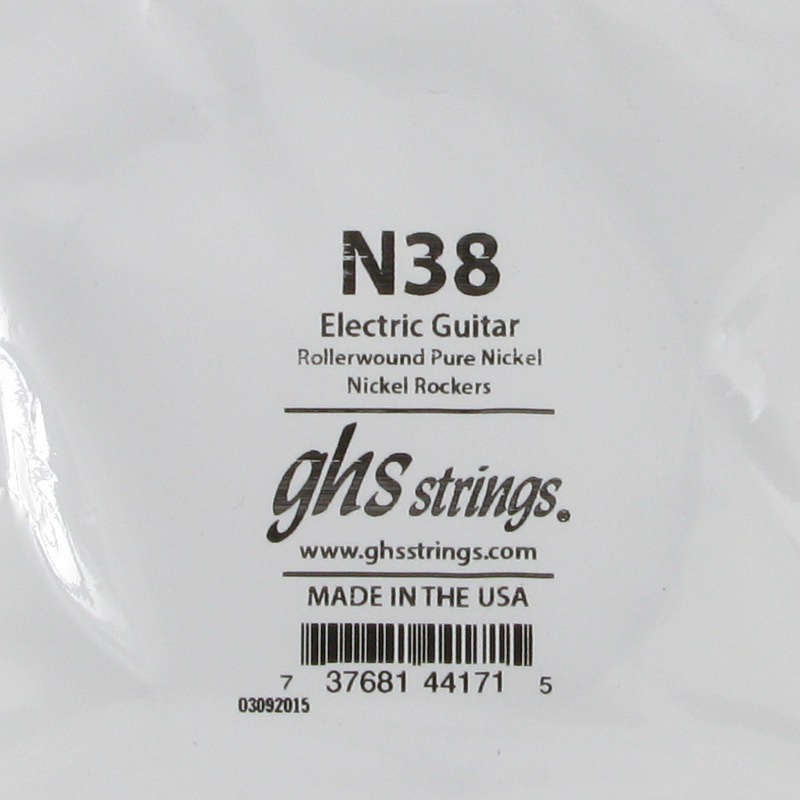 N38
Electric Guitar
Rollerwound Pure Nickel
Nickel Rockers
ghs strings®
www.ghsstrings.com
MADE IN THE USA
7 37681 44171 5
03092015